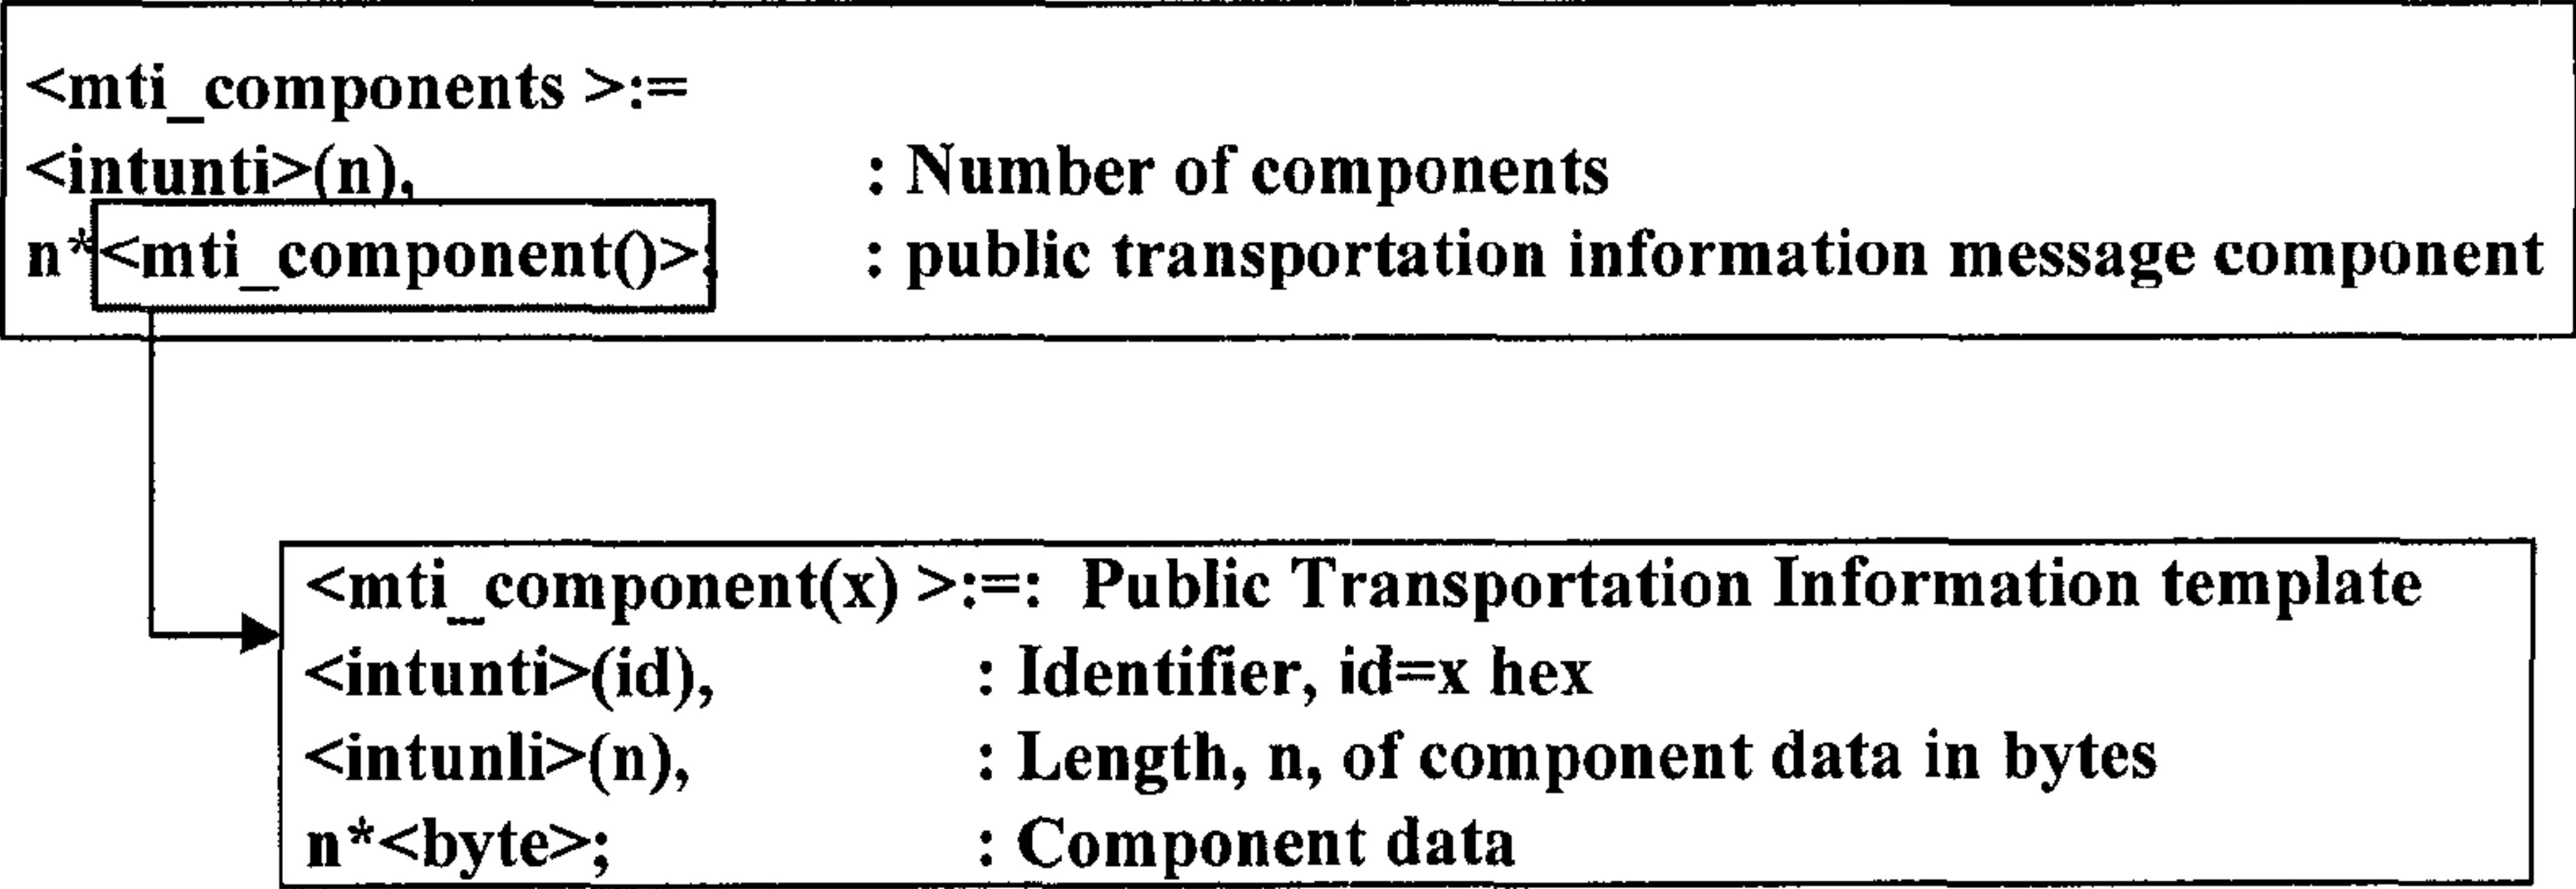 <mti_components >:=
<intunti>(n),	: Number of components
n*<mti_component()>;	: public transportation information message component
<mti_component(x) >:=: Public Transportation Information template
<intunti>(id),	: Identifier, id=x hex
<intunli>(n),	: Length, n, of component data in bytes
n*<byte>;	: Component data